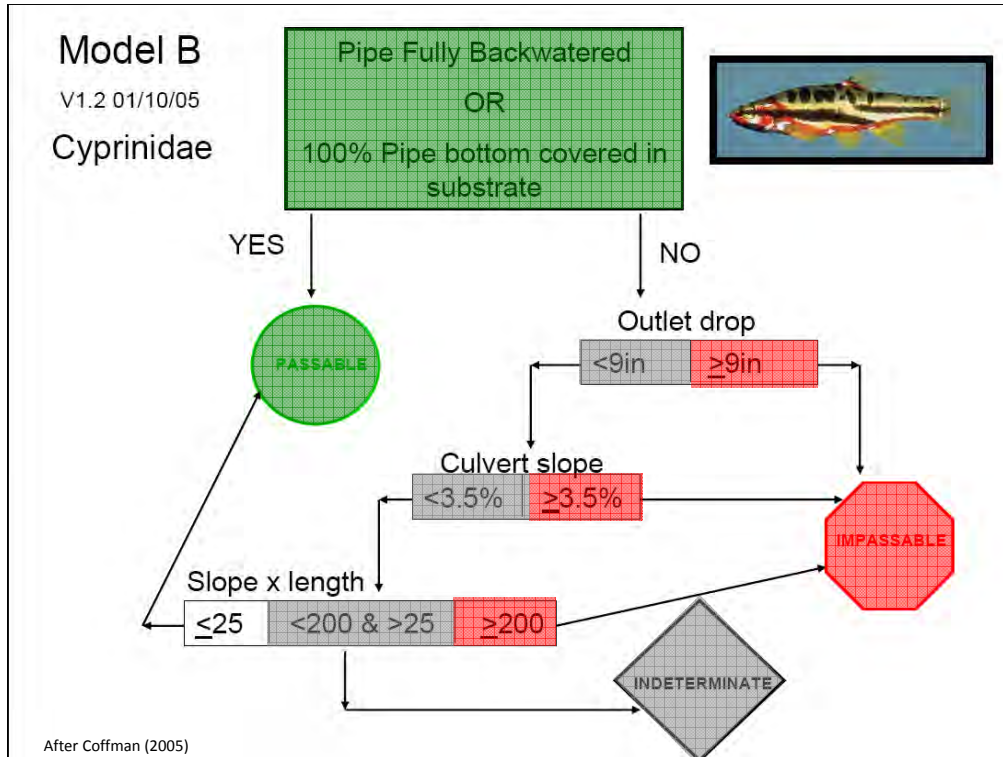 Model B
V1.2 01/10/05
Cyprinidae
Pipe Fully Backwatered
OR
100% Pipe bottom covered in
substrate
YES
NO
Outlet drop
<9in
≥9in
PASSABLE
Culvert slope
<3.5%
≥3.5%
IMPASSABLE
Slope x length
≤25
<200 & >25
≥200
INDETERMINATE
After Coffman (2005)